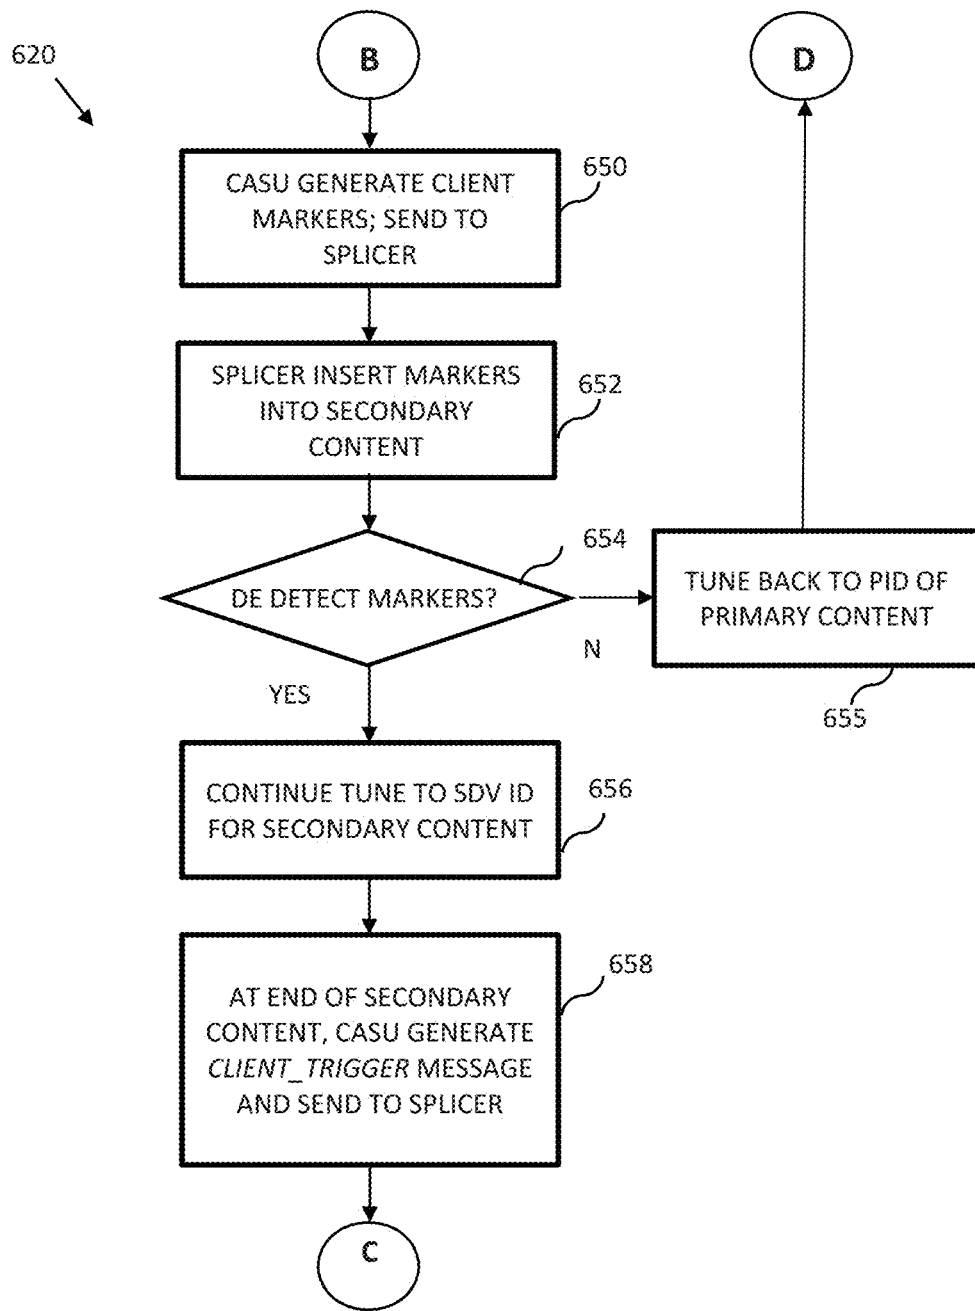 620
B
D
CASU GENERATE CLIENT
MARKERS; SEND TO
SPLICER
650
SPLICER INSERT MARKERS
INTO SECONDARY
CONTENT
652
DE DETECT MARKERS?
654
N
TUNE BACK TO PID OF
PRIMARY CONTENT
655
YES
CONTINUE TUNE TO SDV ID
FOR SECONDARY CONTENT
656
AT END OF SECONDARY
CONTENT, CASU GENERATE
CLIENT_TRIGGER MESSAGE
AND SEND TO SPLICER
658
C